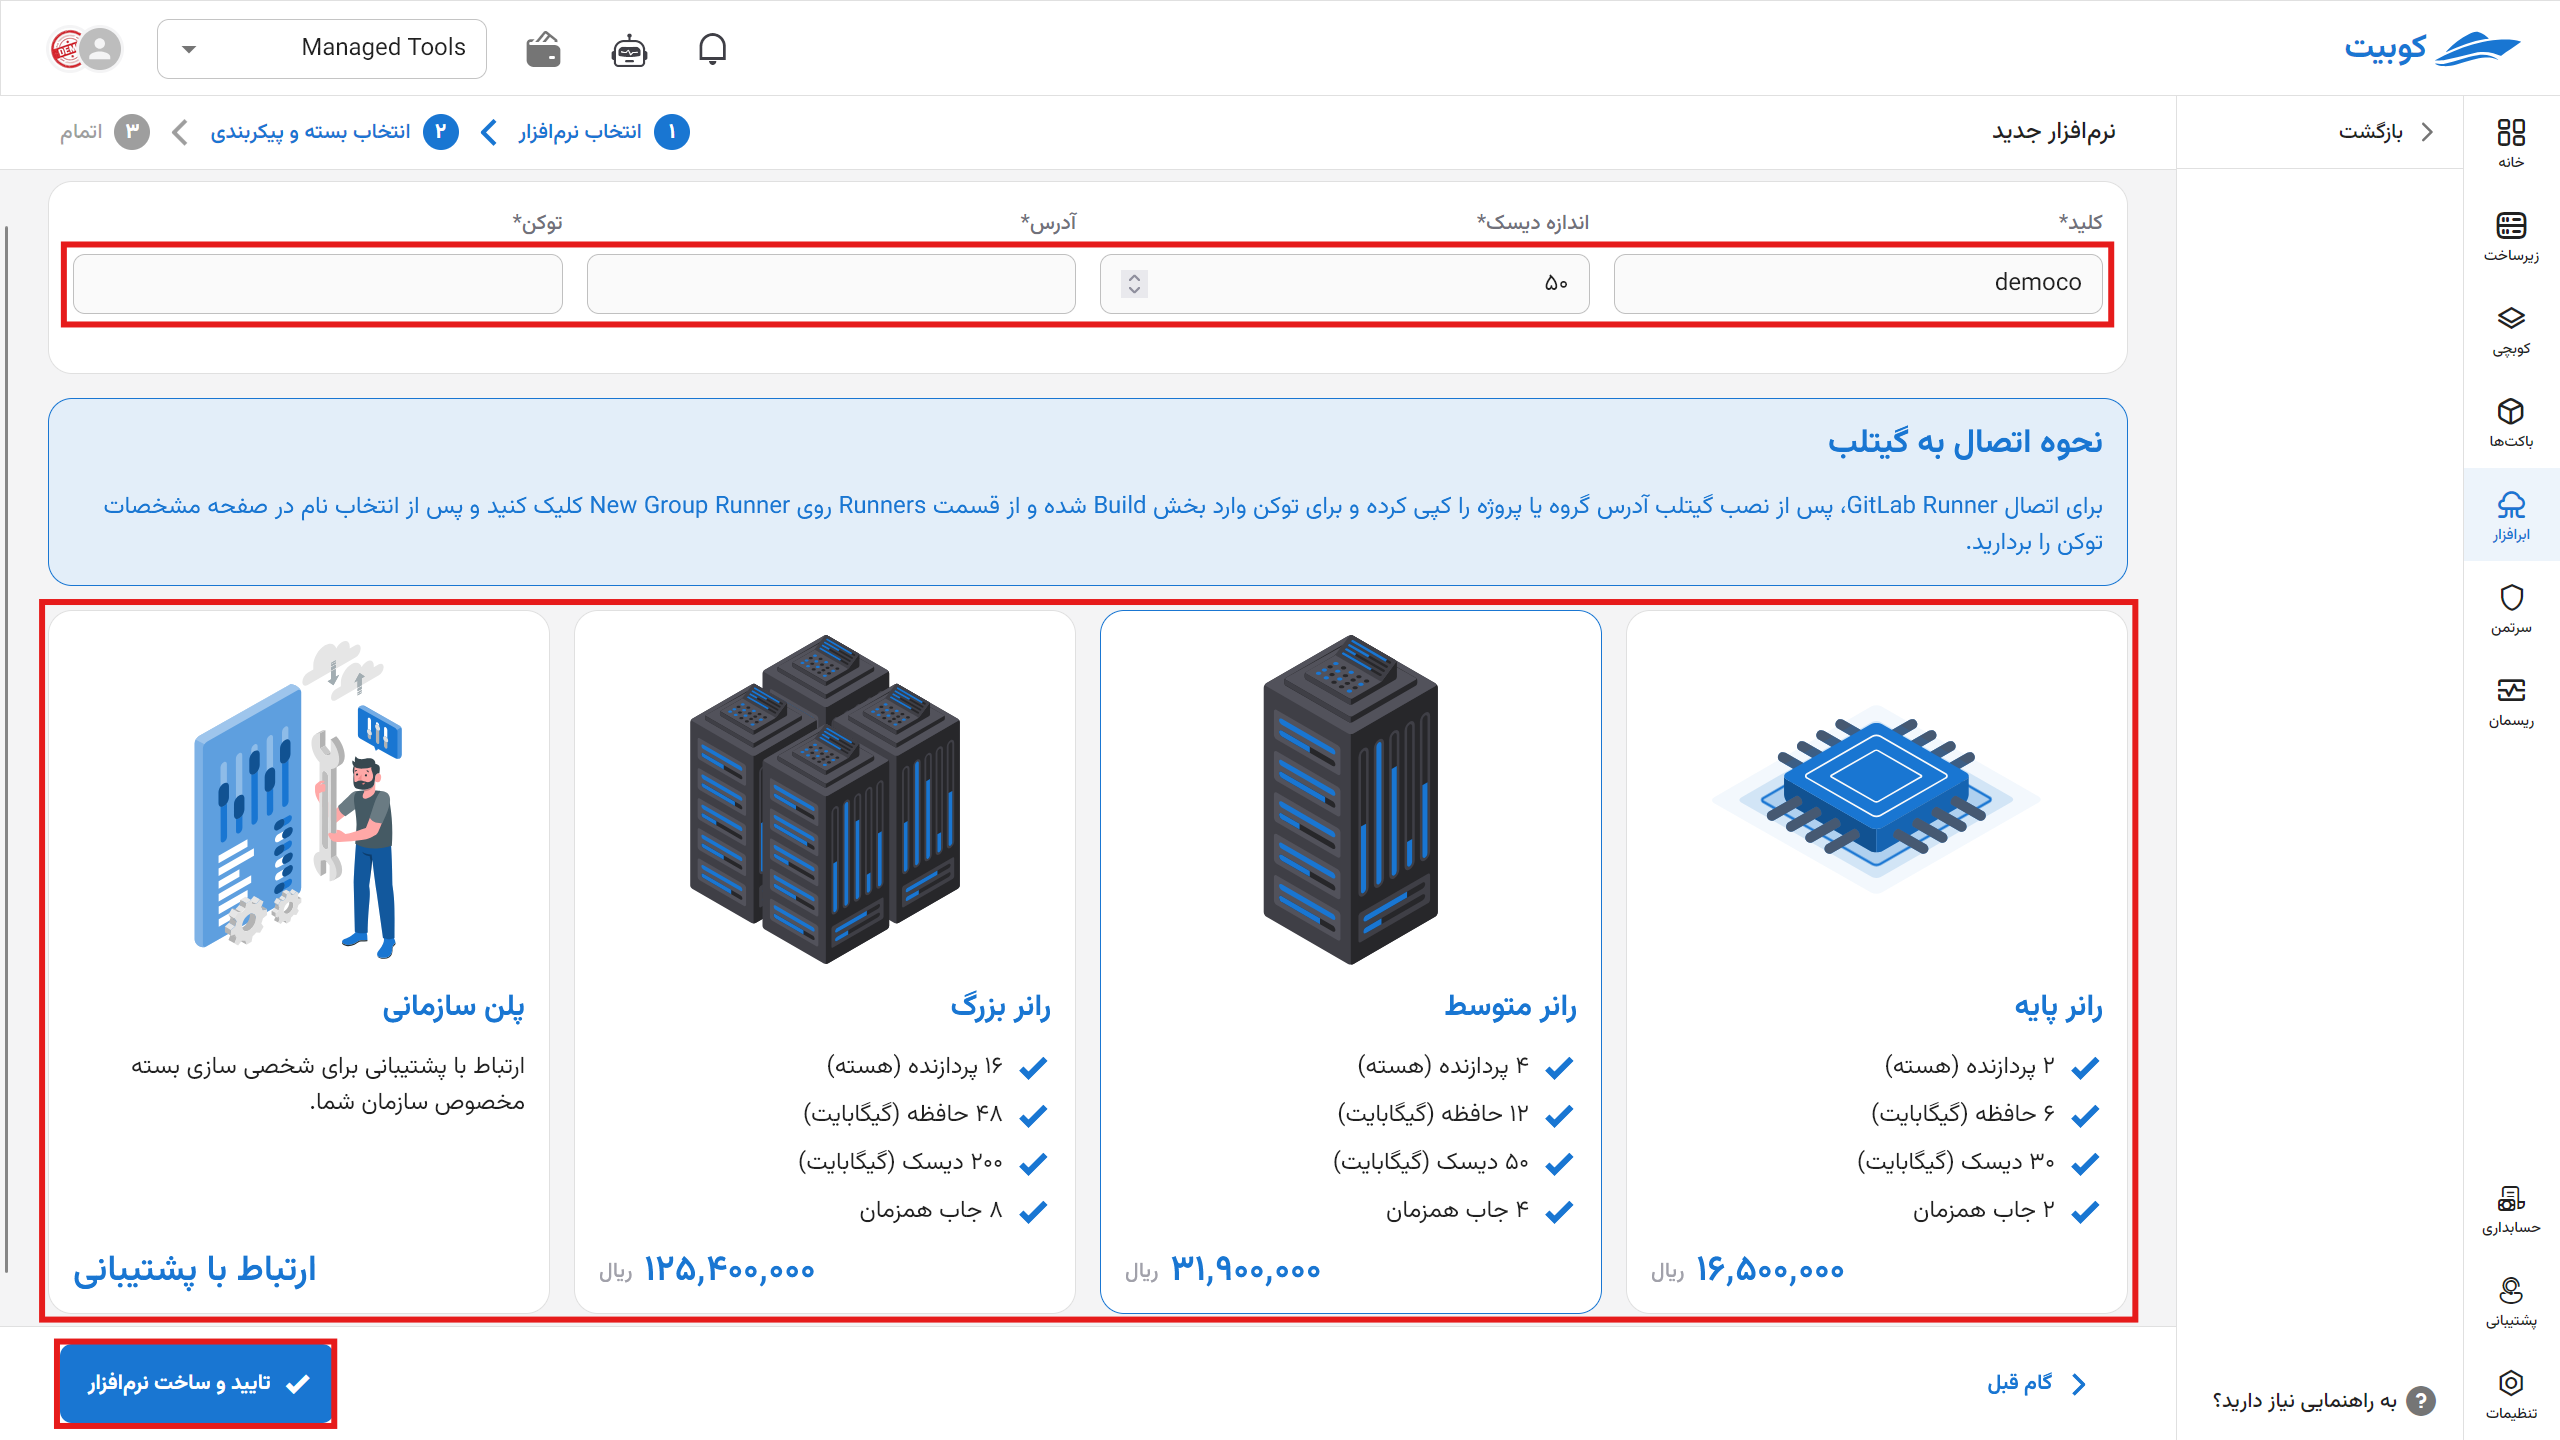 کوبیت
Managed Tools
DEMO
خانه
زیرساخت
کوبچی
باکت‌ها
ابرافزار
سرتمن
ریسمان
حسابداری
پشتیبانی
تنظیمات
بازگشت
به راهنمایی نیاز دارید؟
نرم‌افزار جدید
۱ انتخاب نرم‌افزار
۲ انتخاب بسته و پیکربندی
۳ اتمام
کلید*
democo
اندازه دیسک*
۵۰
آدرس*
توکن*
نحوه اتصال به گیتلب
برای اتصال GitLab Runner، پس از نصب گیتلب آدرس گروه یا پروژه را کپی کرده و برای توکن وارد بخش Build شده و از قسمت Runners روی New Group Runner کلیک کنید و پس از انتخاب نام در صفحه مشخصات
توکن را بردارید.
رانر پایه
۲ پردازنده (هسته)
۶ حافظه (گیگابایت)
۳۰ دیسک (گیگابایت)
۲ جاب همزمان
۱۶,۵۰۰,۰۰۰ ریال
رانر متوسط
۴ پردازنده (هسته)
۱۲ حافظه (گیگابایت)
۵۰ دیسک (گیگابایت)
۴ جاب همزمان
۳۱,۹۰۰,۰۰۰ ریال
رانر بزرگ
۱۶ پردازنده (هسته)
۴۸ حافظه (گیگابایت)
۲۰۰ دیسک (گیگابایت)
۸ جاب همزمان
۱۲۵,۴۰۰,۰۰۰ ریال
پلن سازمانی
ارتباط با پشتیبانی برای شخصی سازی بسته
مخصوص سازمان شما.
ارتباط با پشتیبانی
گام قبل
تایید و ساخت نرم‌افزار